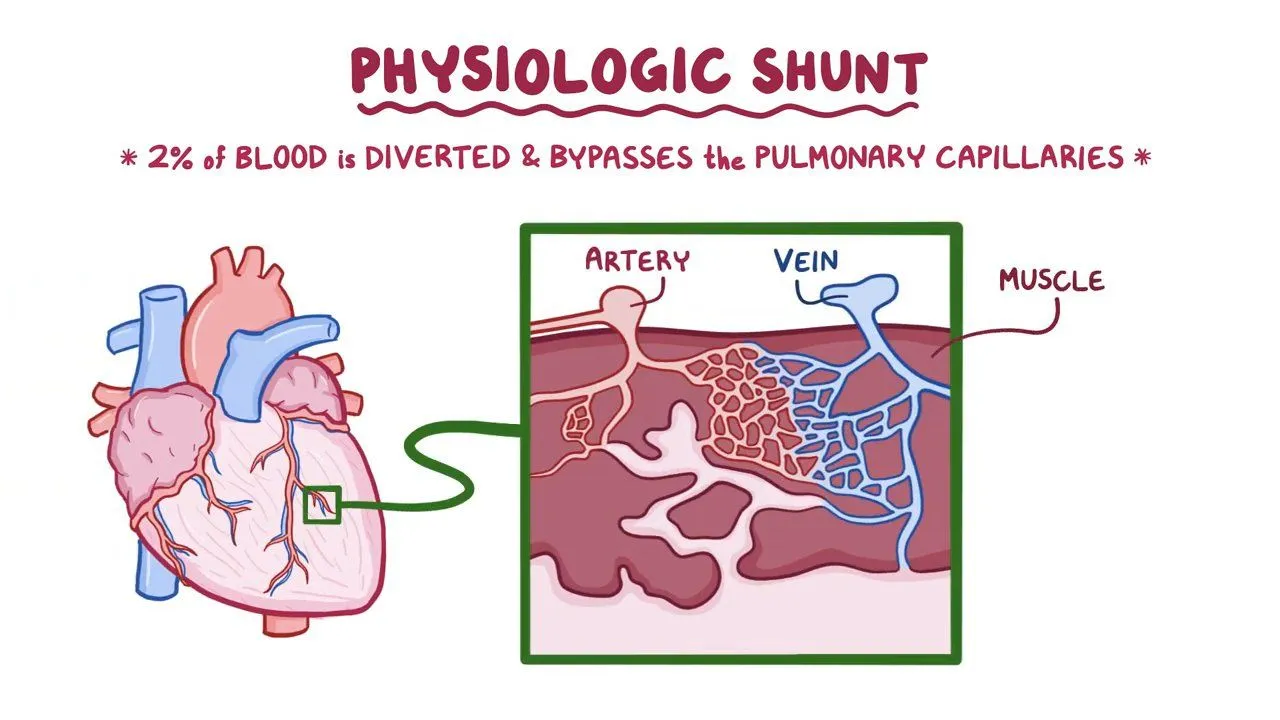 PHYSIOLOGIC SHUNT
* 2% of BLOOD is DIVERTED & BYPASSES the PULMONARY CAPILLARIES *
ARTERY
VEIN
MUSCLE